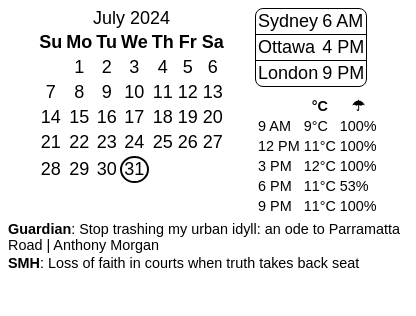 July 2024
Su Mo Tu We Th Fr Sa
1 2 3 4 5 6
7 8 9 10 11 12 13
14 15 16 17 18 19 20
21 22 23 24 25 26 27
28 29 30 31
Sydney 6 AM
Ottawa 4 PM
London 9 PM
°C ☂
9 AM 9°C 100%
12 PM 11°C 100%
3 PM 12°C 100%
6 PM 11°C 53%
9 PM 11°C 100%
Guardian: Stop trashing my urban idyll: an ode to Parramatta
Road | Anthony Morgan
SMH: Loss of faith in courts when truth takes back seat